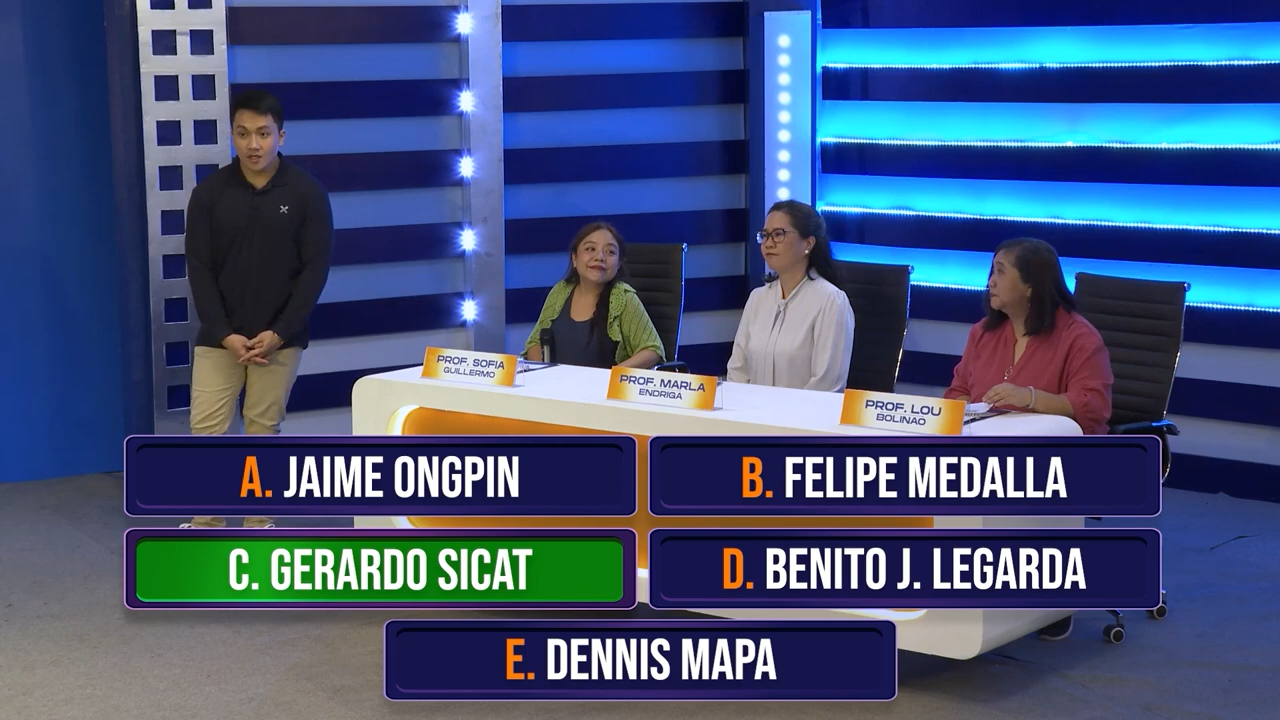 PROF. SOFIA
GUILLERMO
PROF. MARLA
ENDRIGA
PROF. LOU
BOLINAO
A. JAIME ONGPIN
B. FELIPE MEDALLA
C. GERARDO SICAT
D. BENITO J. LEGARDA
E. DENNIS MAPA